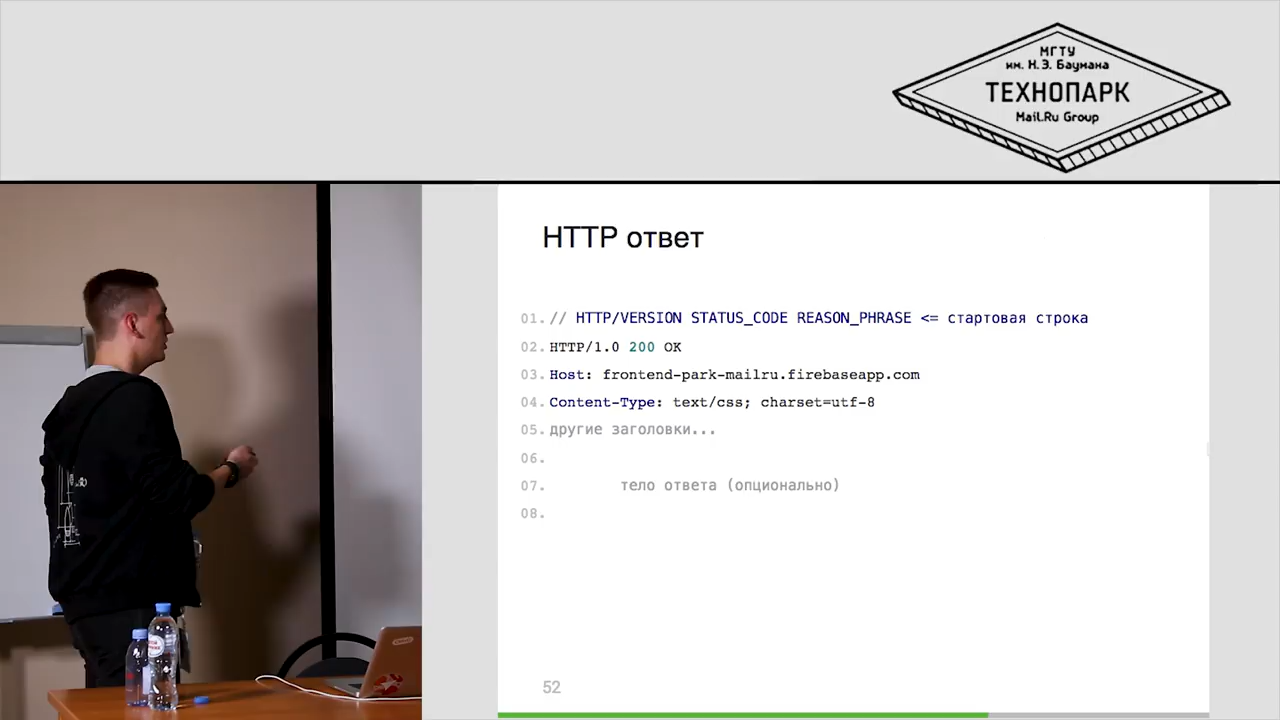 МГТУ
им. Н.Э. Баумана
ТЕХНОПАРК
Mail.Ru Group
HTTP ответ
01. // HTTP/VERSION STATUS_CODE REASON_PHRASE <= стартовая строка
02. HTTP/1.0 200 OK
03. Host: frontend-park-mailru.firebaseapp.com
04. Content-Type: text/css; charset=utf-8
05. другие заголовки...
06.
07. тело ответа (опционально)
08.
52